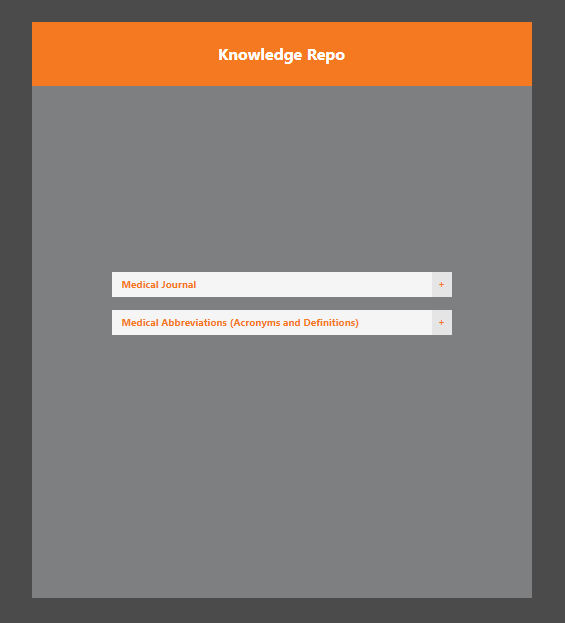 Knowledge Repo
Medical Journal +
Medical Abbreviations (Acronyms and Definitions) +